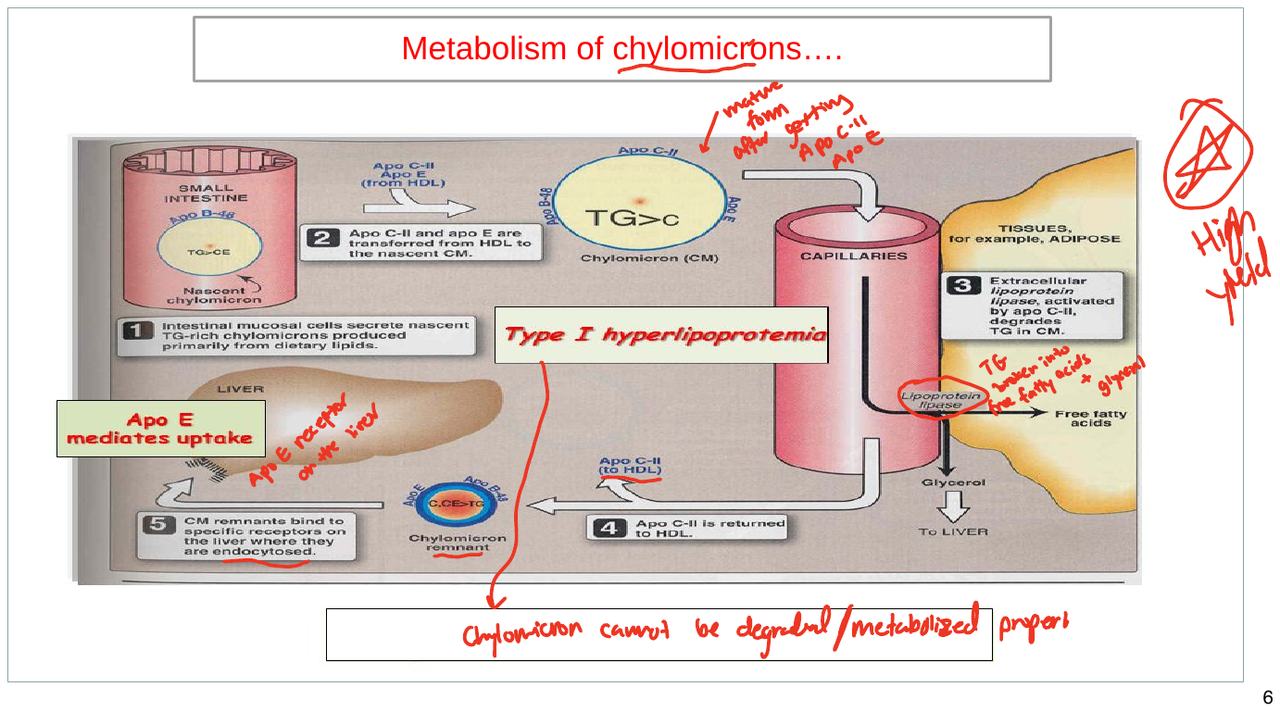 Metabolism of chylomicrons....
mature
form
after getting
Apo C-II
Apo E
High
yield
SMALL
INTESTINE
Apo B-48
TG>CE
Nascent
chylomicron
Apo C-II
Apo E
(from HDL)
2 Apo C-II and apo E are
transferred from HDL to
the nascent CM.
Apo C-II
Apo B-48
Apo E
TG>C
Chylomicron (CM)
CAPILLARIES
TISSUES,
for example, ADIPOSE
3 Extracellular
lipoprotein
lipase, activated
by apo C-II,
degrades
TG in CM.
1 Intestinal mucosal cells secrete nascent
TG-rich chylomicrons produced
primarily from dietary lipids.
Type I hyperlipoprotemia
TG
broken into
free fatty acids
+ glycerol
Lipoprotein
lipase
Free fatty
acids
Glycerol
To LIVER
LIVER
Apo E
mediates uptake
Apo E receptor
on the liver
Apo C-II
(to HDL)
4 Apo C-II is returned
to HDL.
Apo E
Apo B-48
C,CE>TG
Chylomicron
remnant
5 CM remnants bind to
specific receptors on
the liver where they
are endocytosed.
Chylomicron cannot be degradal/metabolized properl
6